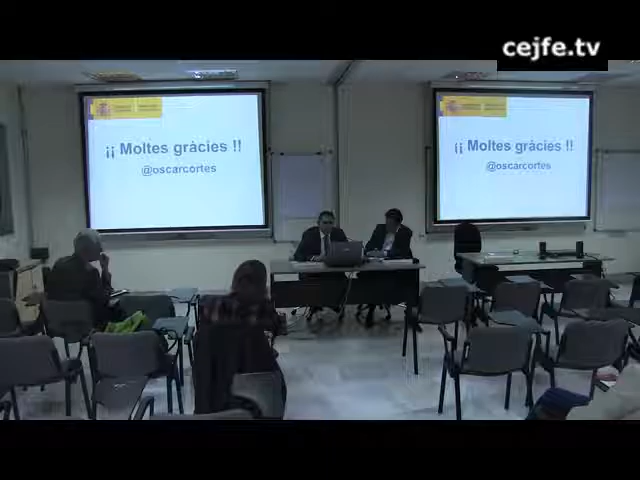 cejfe.tv
¡¡ Moltes gràcies !!
@oscarcortes
¡¡ Moltes gràcies !!
@oscarcortes